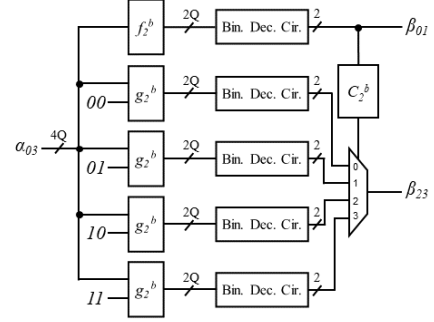 f₂ᵇ 2Q Bin. Dec. Cir. 2 β₀₁
00 g₂ᵇ 2Q Bin. Dec. Cir. 2 C₂ᵇ
α₀₃ 4Q 01 g₂ᵇ 2Q Bin. Dec. Cir. 2 0
1
2 β₂₃
3
10 g₂ᵇ 2Q Bin. Dec. Cir. 2
11 g₂ᵇ 2Q Bin. Dec. Cir. 2